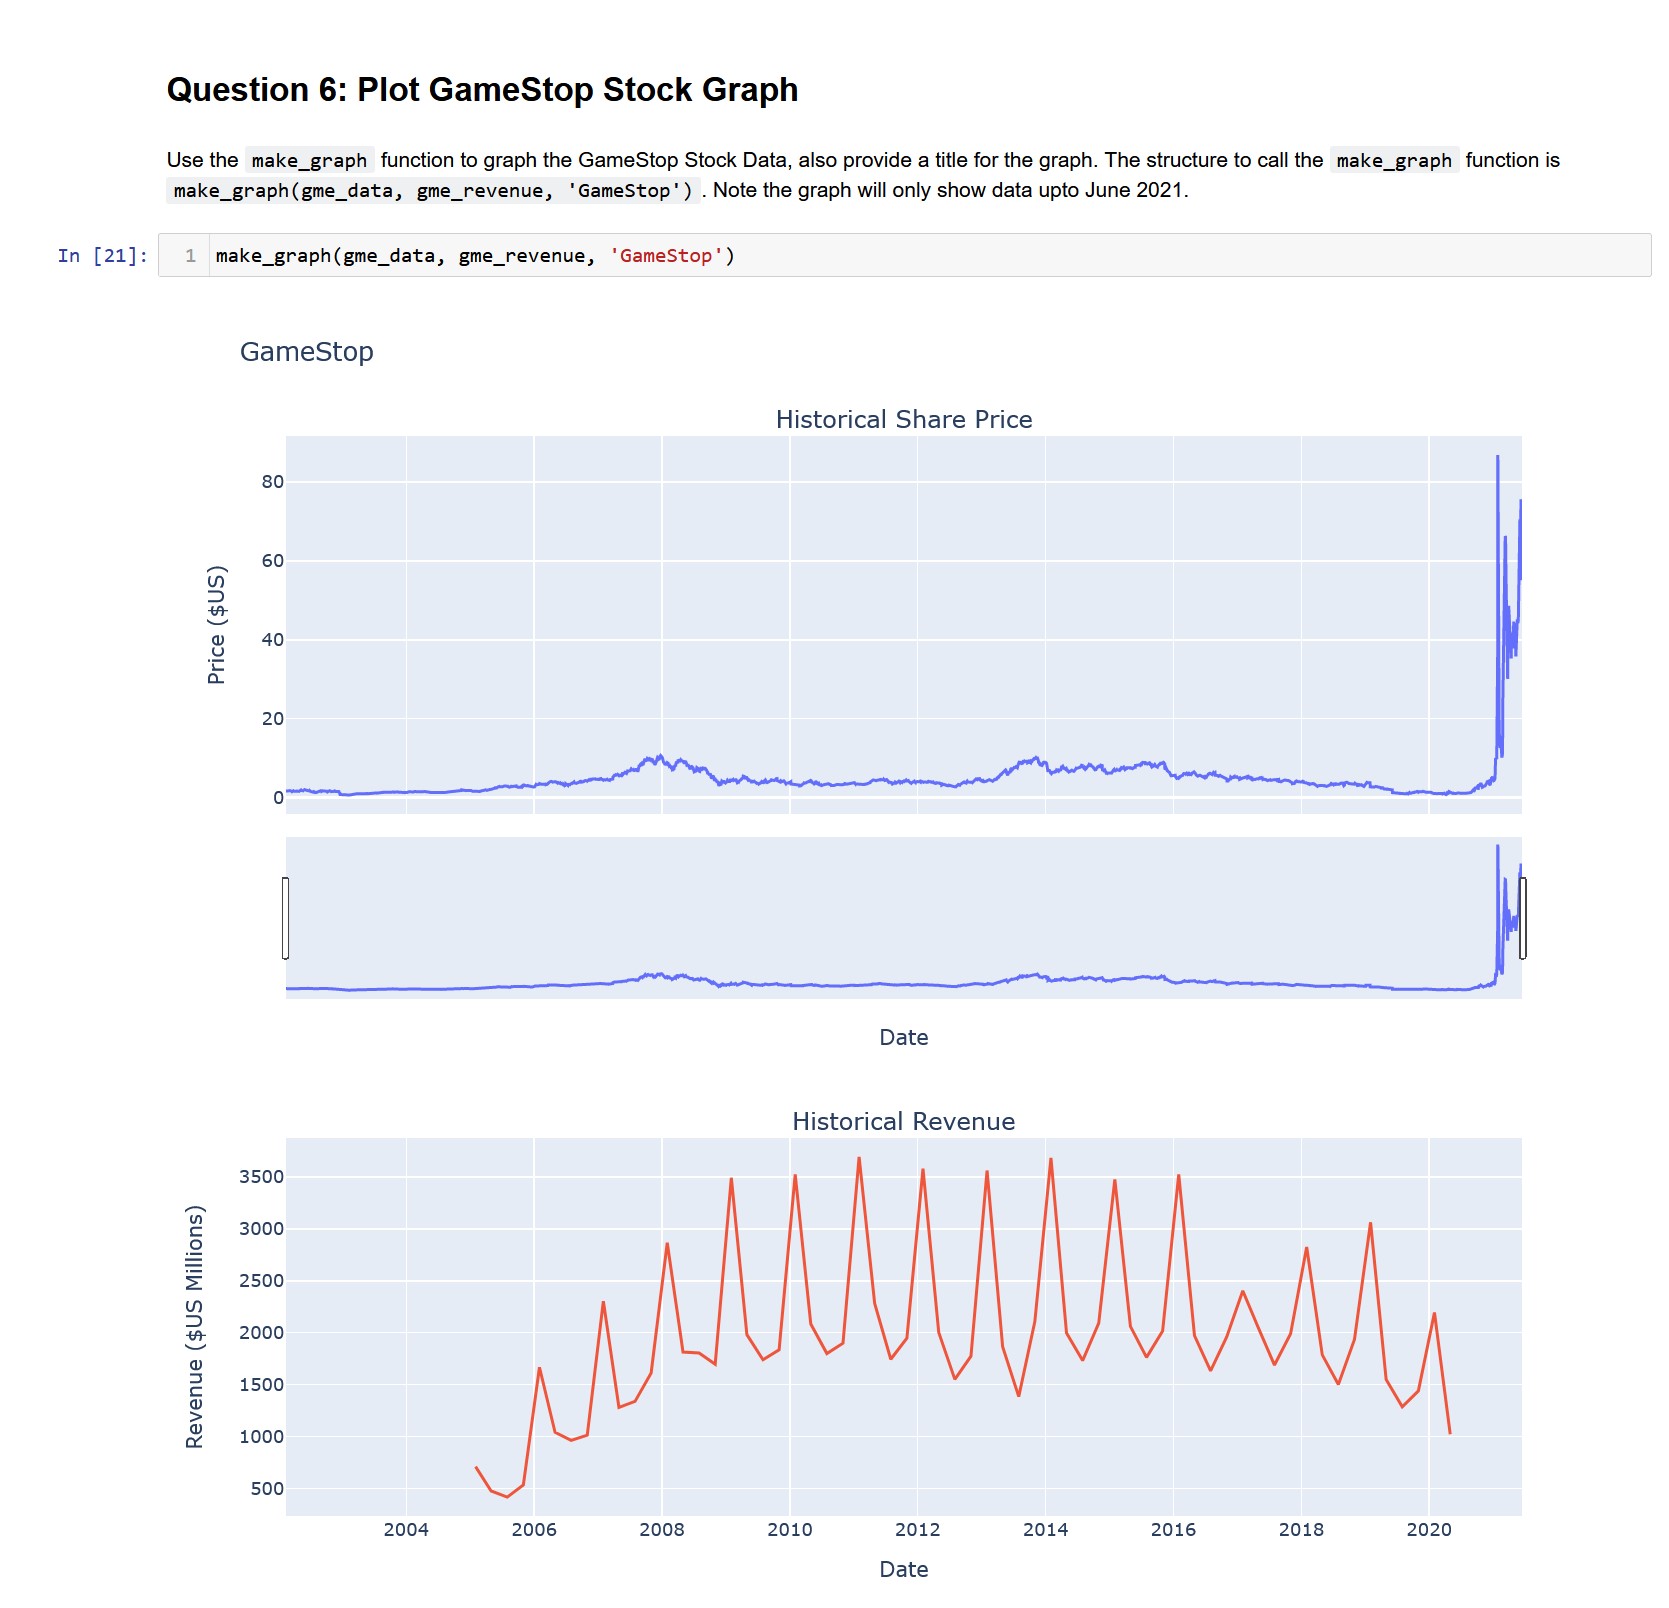 Question 6: Plot GameStop Stock Graph
Use the make_graph function to graph the GameStop Stock Data, also provide a title for the graph. The structure to call the make_graph function is
make_graph(gme_data, gme_revenue, 'GameStop') . Note the graph will only show data upto June 2021.
In [21]: 1 make_graph(gme_data, gme_revenue, 'GameStop')
GameStop
Historical Share Price
Price ($US)
80
60
40
20
0
Date
Historical Revenue
Revenue ($US Millions)
3500
3000
2500
2000
1500
1000
500
2004 2006 2008 2010 2012 2014 2016 2018 2020
Date